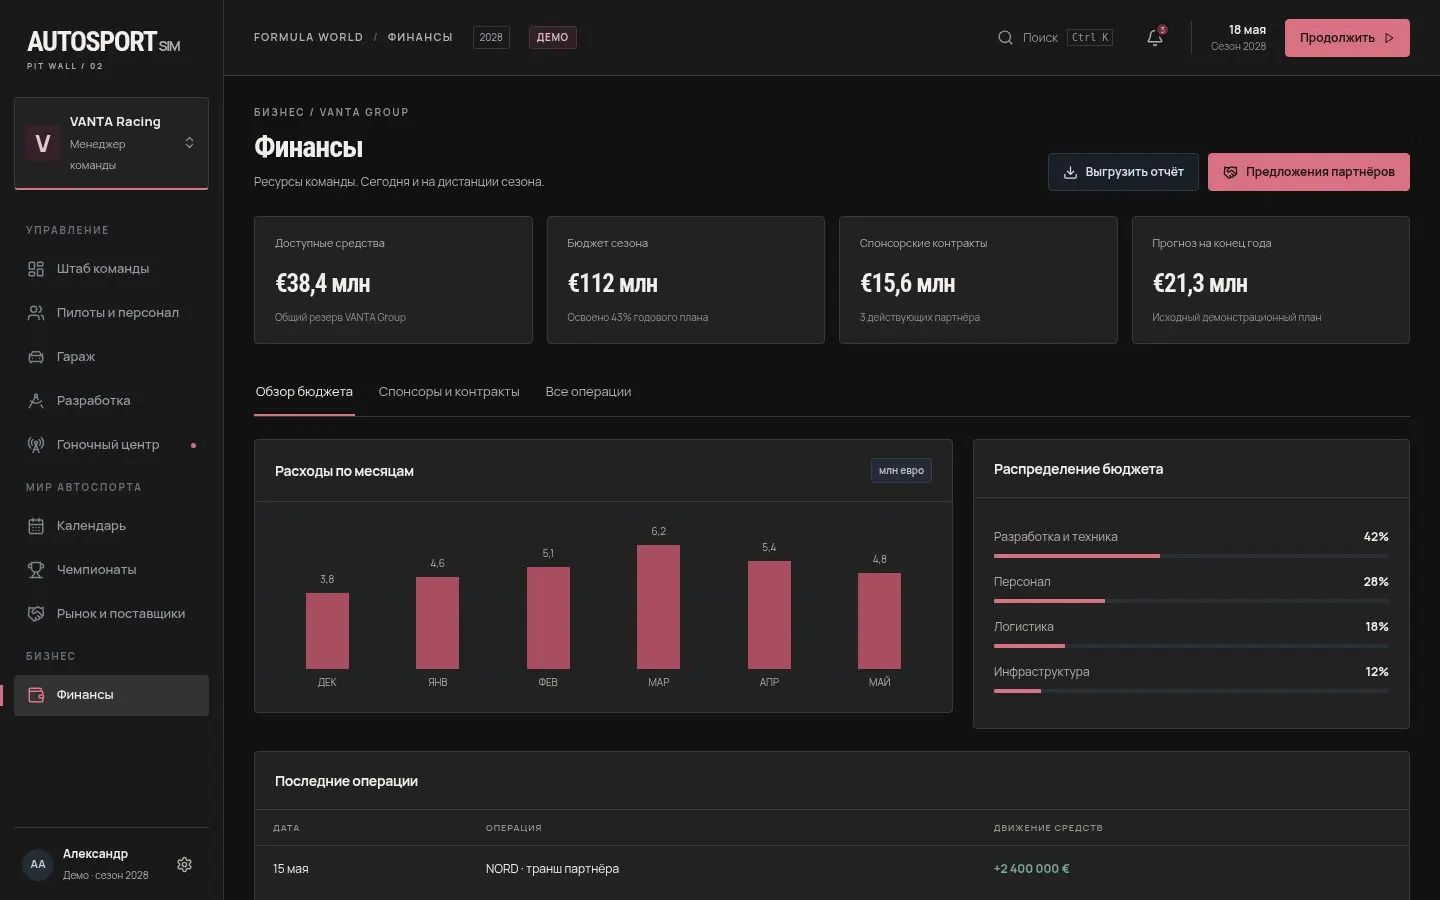 AUTOSPORT SIM
PIT WALL / 02
V
VANTA Racing
Менеджер
команды
УПРАВЛЕНИЕ
Штаб команды
Пилоты и персонал
Гараж
Разработка
Гоночный центр
МИР АВТОСПОРТА
Календарь
Чемпионаты
Рынок и поставщики
БИЗНЕС
Финансы
AA
Александр
Демо · сезон 2028
FORMULA WORLD / ФИНАНСЫ 2028 ДЕМО
Поиск Ctrl K
3
18 мая
Сезон 2028
Продолжить
БИЗНЕС / VANTA GROUP
Финансы
Ресурсы команды. Сегодня и на дистанции сезона.
Выгрузить отчёт
Предложения партнёров
Доступные средства
€38,4 млн
Общий резерв VANTA Group
Бюджет сезона
€112 млн
Освоено 43% годового плана
Спонсорские контракты
€15,6 млн
3 действующих партнёра
Прогноз на конец года
€21,3 млн
Исходный демонстрационный план
Обзор бюджета Спонсоры и контракты Все операции
Расходы по месяцам
млн евро
3,8 4,6 5,1 6,2 5,4 4,8
ДЕК ЯНВ ФЕВ МАР АПР МАЙ
Распределение бюджета
Разработка и техника 42%
Персонал 28%
Логистика 18%
Инфраструктура 12%
Последние операции
ДАТА ОПЕРАЦИЯ ДВИЖЕНИЕ СРЕДСТВ
15 мая NORD · транш партнёра +2 400 000 €